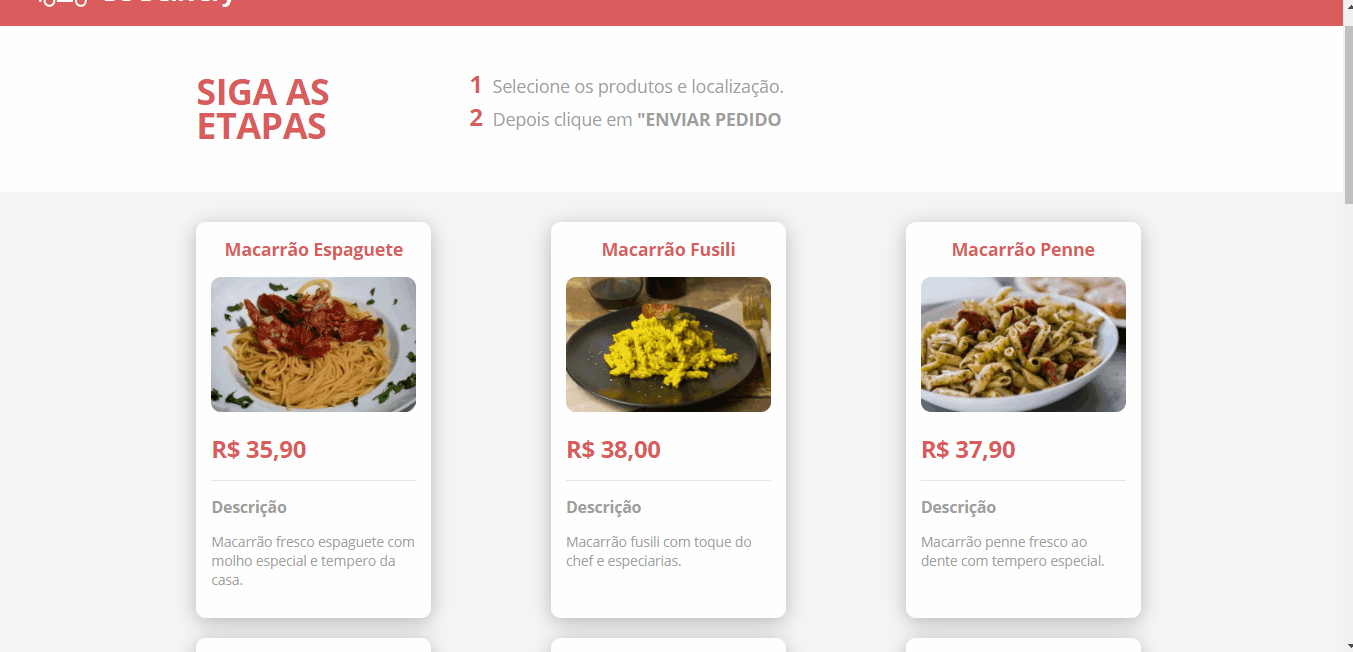 SIGA AS
ETAPAS
1 Selecione os produtos e localização.
2 Depois clique em "ENVIAR PEDIDO
Macarrão Espaguete
R$ 35,90
Descrição
Macarrão fresco espaguete com
molho especial e tempero da
casa.
Macarrão Fusili
R$ 38,00
Descrição
Macarrão fusili com toque do
chef e especiarias.
Macarrão Penne
R$ 37,90
Descrição
Macarrão penne fresco ao
dente com tempero especial.